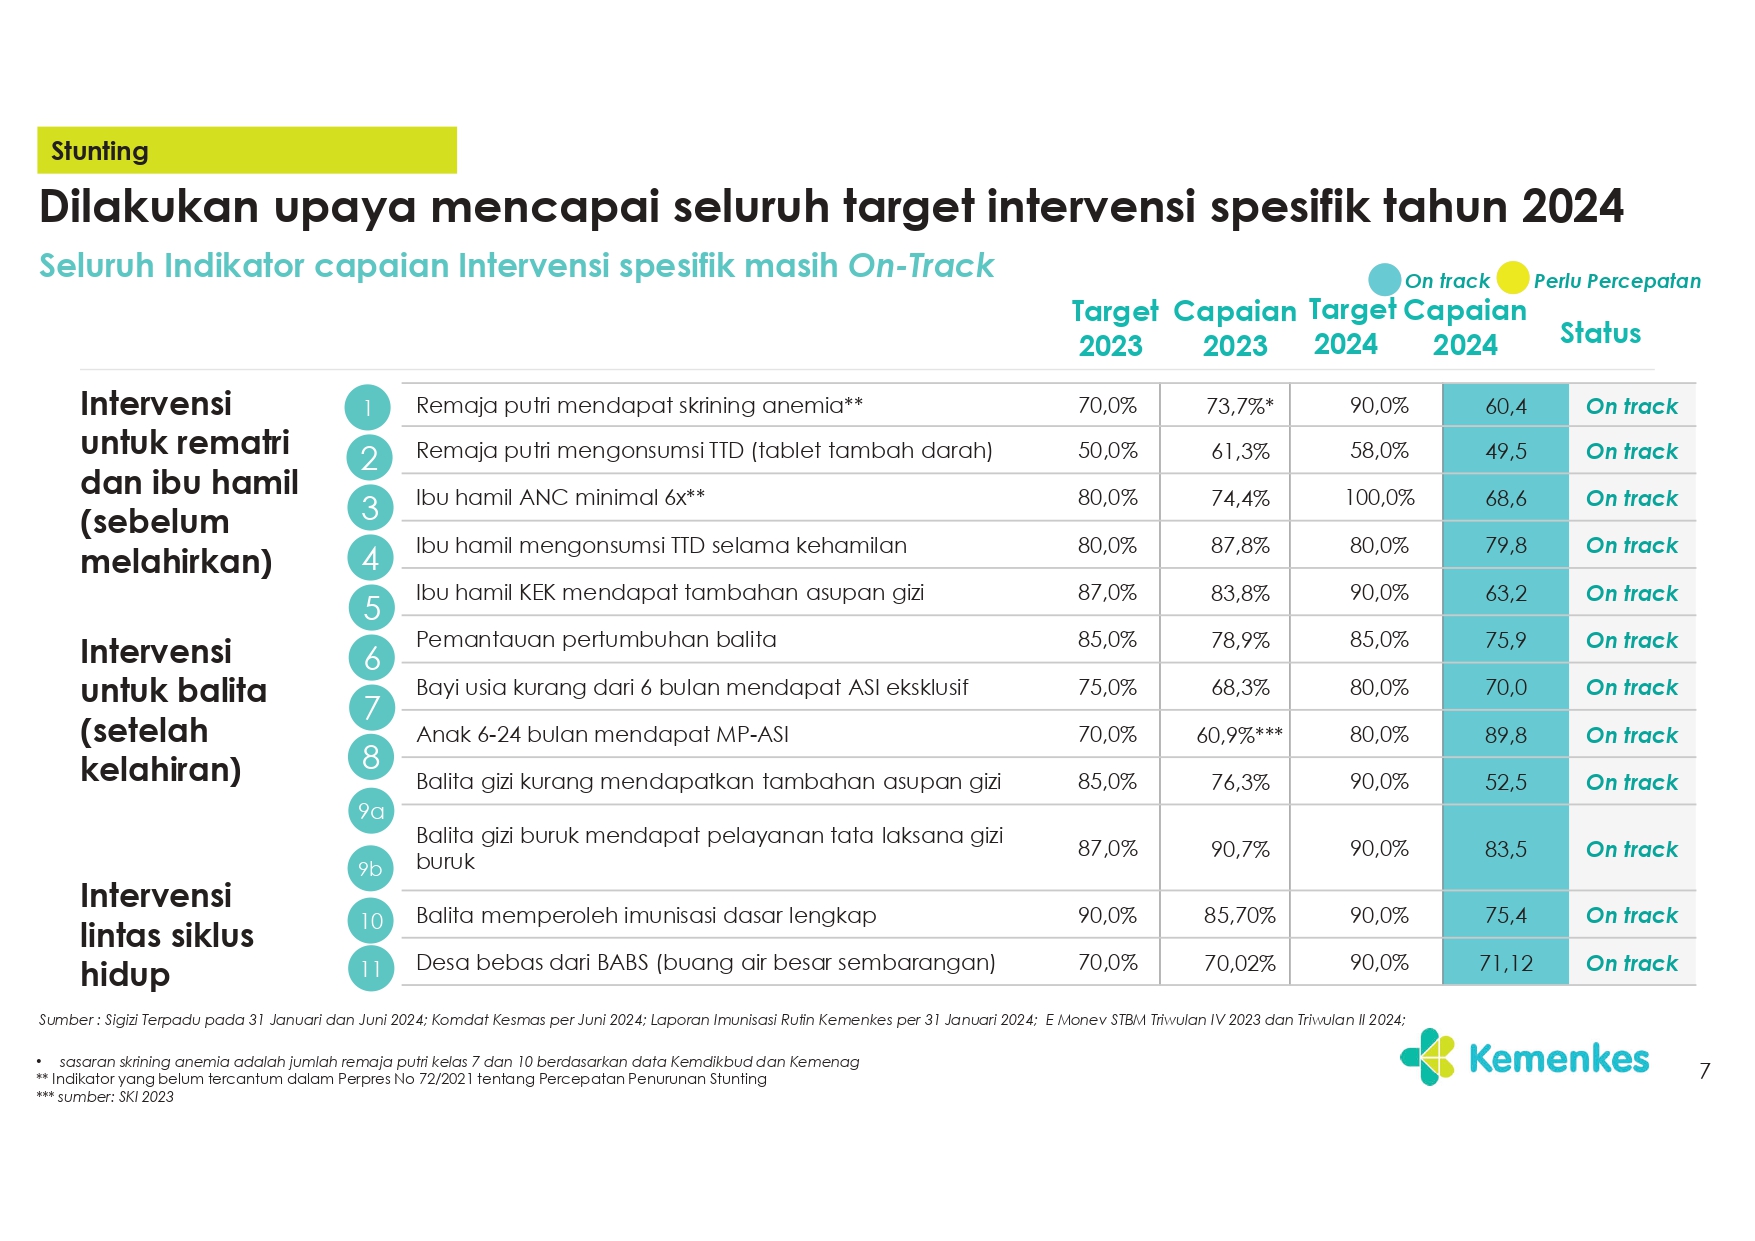 Stunting
Dilakukan upaya mencapai seluruh target intervensi spesifik tahun 2024
Seluruh Indikator capaian Intervensi spesifik masih On-Track
On track Perlu Percepatan
Target 2023 Capaian 2023 Target 2024 Capaian 2024 Status
Intervensi
untuk rematri
dan ibu hamil
(sebelum
melahirkan)
1 Remaja putri mendapat skrining anemia** 70,0% 73,7%* 90,0% 60,4 On track
2 Remaja putri mengonsumsi TTD (tablet tambah darah) 50,0% 61,3% 58,0% 49,5 On track
3 Ibu hamil ANC minimal 6x** 80,0% 74,4% 100,0% 68,6 On track
4 Ibu hamil mengonsumsi TTD selama kehamilan 80,0% 87,8% 80,0% 79,8 On track
5 Ibu hamil KEK mendapat tambahan asupan gizi 87,0% 83,8% 90,0% 63,2 On track
Intervensi
untuk balita
(setelah
kelahiran)
6 Pemantauan pertumbuhan balita 85,0% 78,9% 85,0% 75,9 On track
7 Bayi usia kurang dari 6 bulan mendapat ASI eksklusif 75,0% 68,3% 80,0% 70,0 On track
8 Anak 6-24 bulan mendapat MP-ASI 70,0% 60,9%*** 80,0% 89,8 On track
9a Balita gizi kurang mendapatkan tambahan asupan gizi 85,0% 76,3% 90,0% 52,5 On track
9b Balita gizi buruk mendapat pelayanan tata laksana gizi
buruk 87,0% 90,7% 90,0% 83,5 On track
Intervensi
lintas siklus
hidup
10 Balita memperoleh imunisasi dasar lengkap 90,0% 85,70% 90,0% 75,4 On track
11 Desa bebas dari BABS (buang air besar sembarangan) 70,0% 70,02% 90,0% 71,12 On track
Sumber : Sigizi Terpadu pada 31 Januari dan Juni 2024; Komdat Kesmas per Juni 2024; Laporan Imunisasi Rutin Kemenkes per 31 Januari 2024; E Monev STBM Triwulan IV 2023 dan Triwulan II 2024;
• sasaran skrining anemia adalah jumlah remaja putri kelas 7 dan 10 berdasarkan data Kemdikbud dan Kemenag
** Indikator yang belum tercantum dalam Perpres No 72/2021 tentang Percepatan Penurunan Stunting
*** sumber: SKI 2023
Kemenkes
7